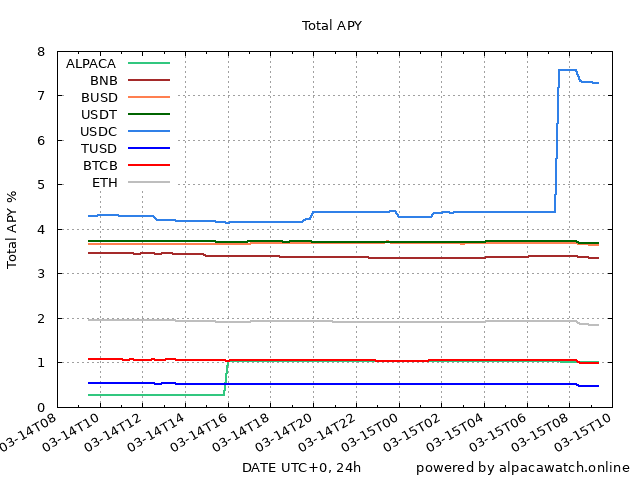 Total APY
Total APY %
8
7
6
5
4
3
2
1
0
ALPACA
BNB
BUSD
USDT
USDC
TUSD
BTCB
ETH
03-14T08
03-14T10
03-14T12
03-14T14
03-14T16
03-14T18
03-14T20
03-14T22
03-15T00
03-15T02
03-15T04
03-15T06
03-15T08
03-15T10
DATE UTC+0, 24h
powered by alpacawatch.online